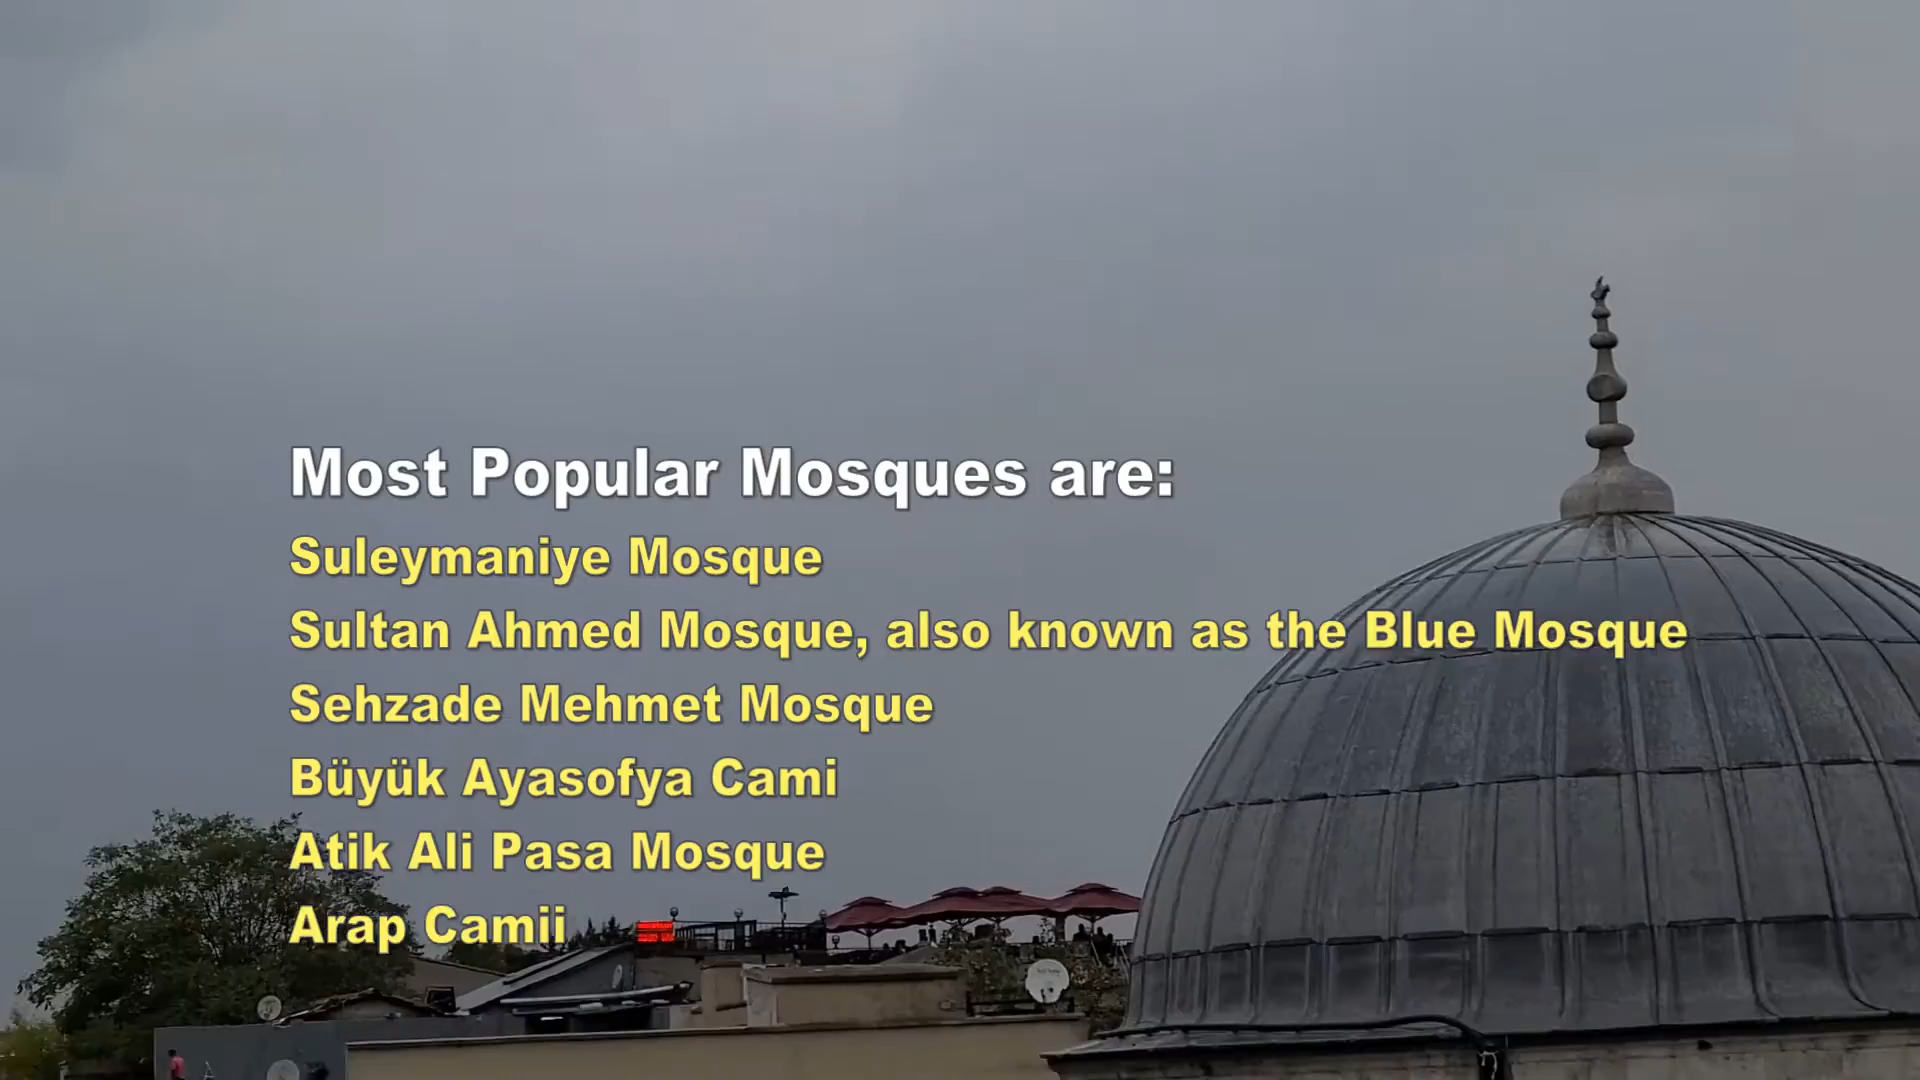 Most Popular Mosques are:
Suleymaniye Mosque
Sultan Ahmed Mosque, also known as the Blue Mosque
Sehzade Mehmet Mosque
Büyük Ayasofya Cami
Atik Ali Pasa Mosque
Arap Camii